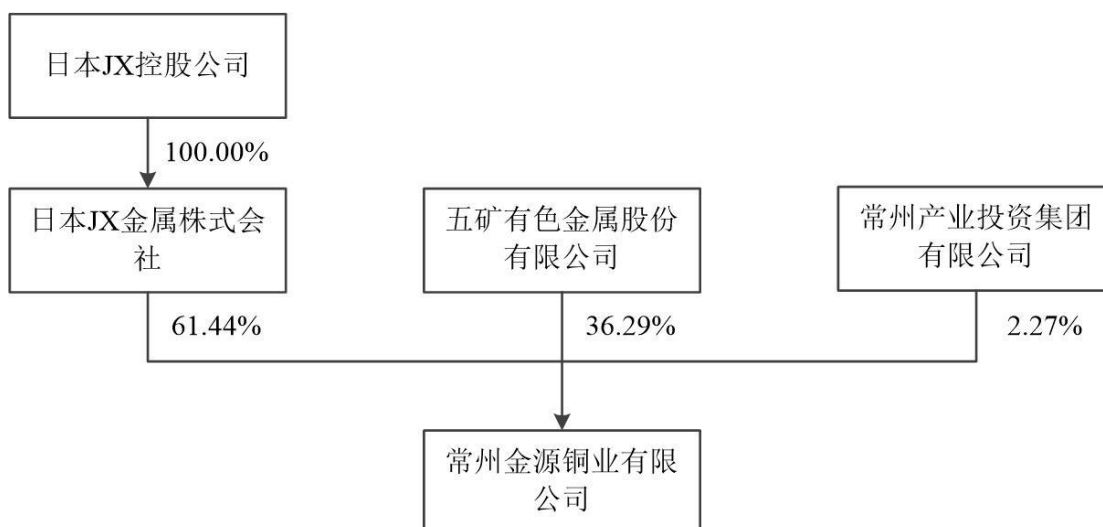 日本JX控股公司
100.00%
日本JX金属株式会
社
五矿有色金属股份
有限公司
常州产业投资集团
有限公司
61.44%
36.29%
2.27%
常州金源铜业有限
公司